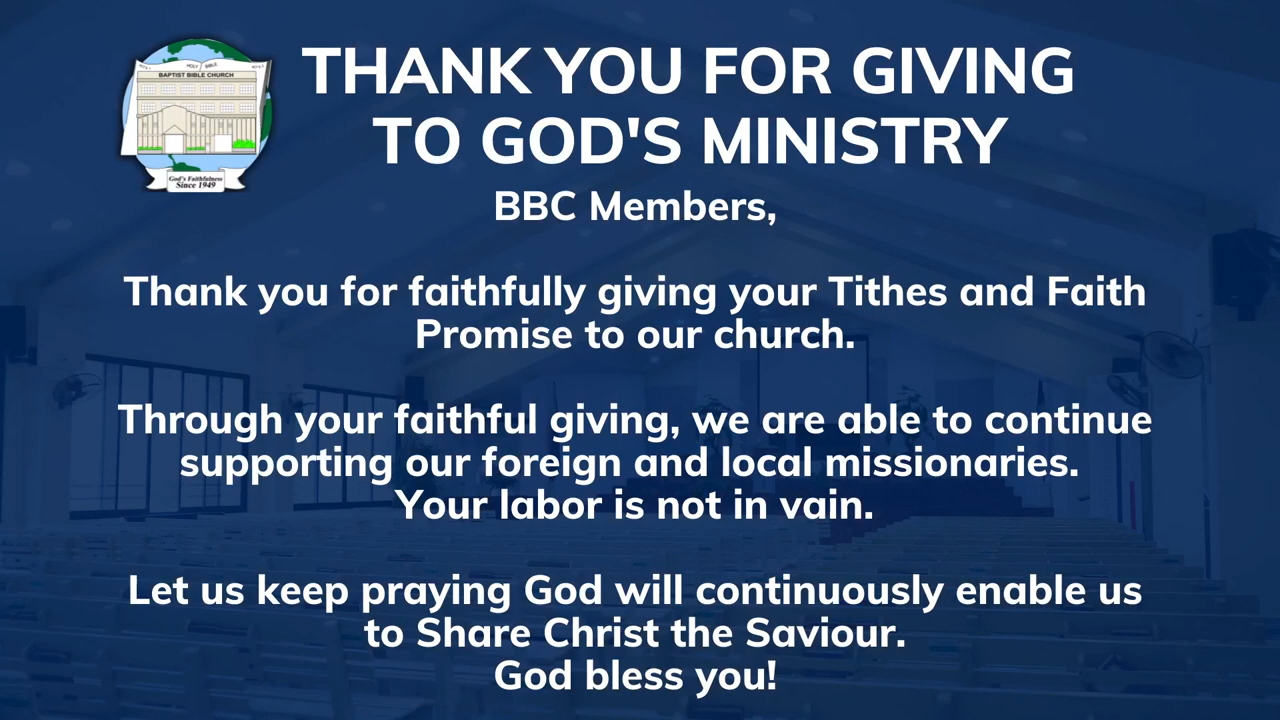 HOLY BIBLE
BAPTIST BIBLE CHURCH
God's Faithfulness
Since 1949
THANK YOU FOR GIVING
TO GOD'S MINISTRY
BBC Members,
Thank you for faithfully giving your Tithes and Faith
Promise to our church.
Through your faithful giving, we are able to continue
supporting our foreign and local missionaries.
Your labor is not in vain.
Let us keep praying God will continuously enable us
to Share Christ the Saviour.
God bless you!